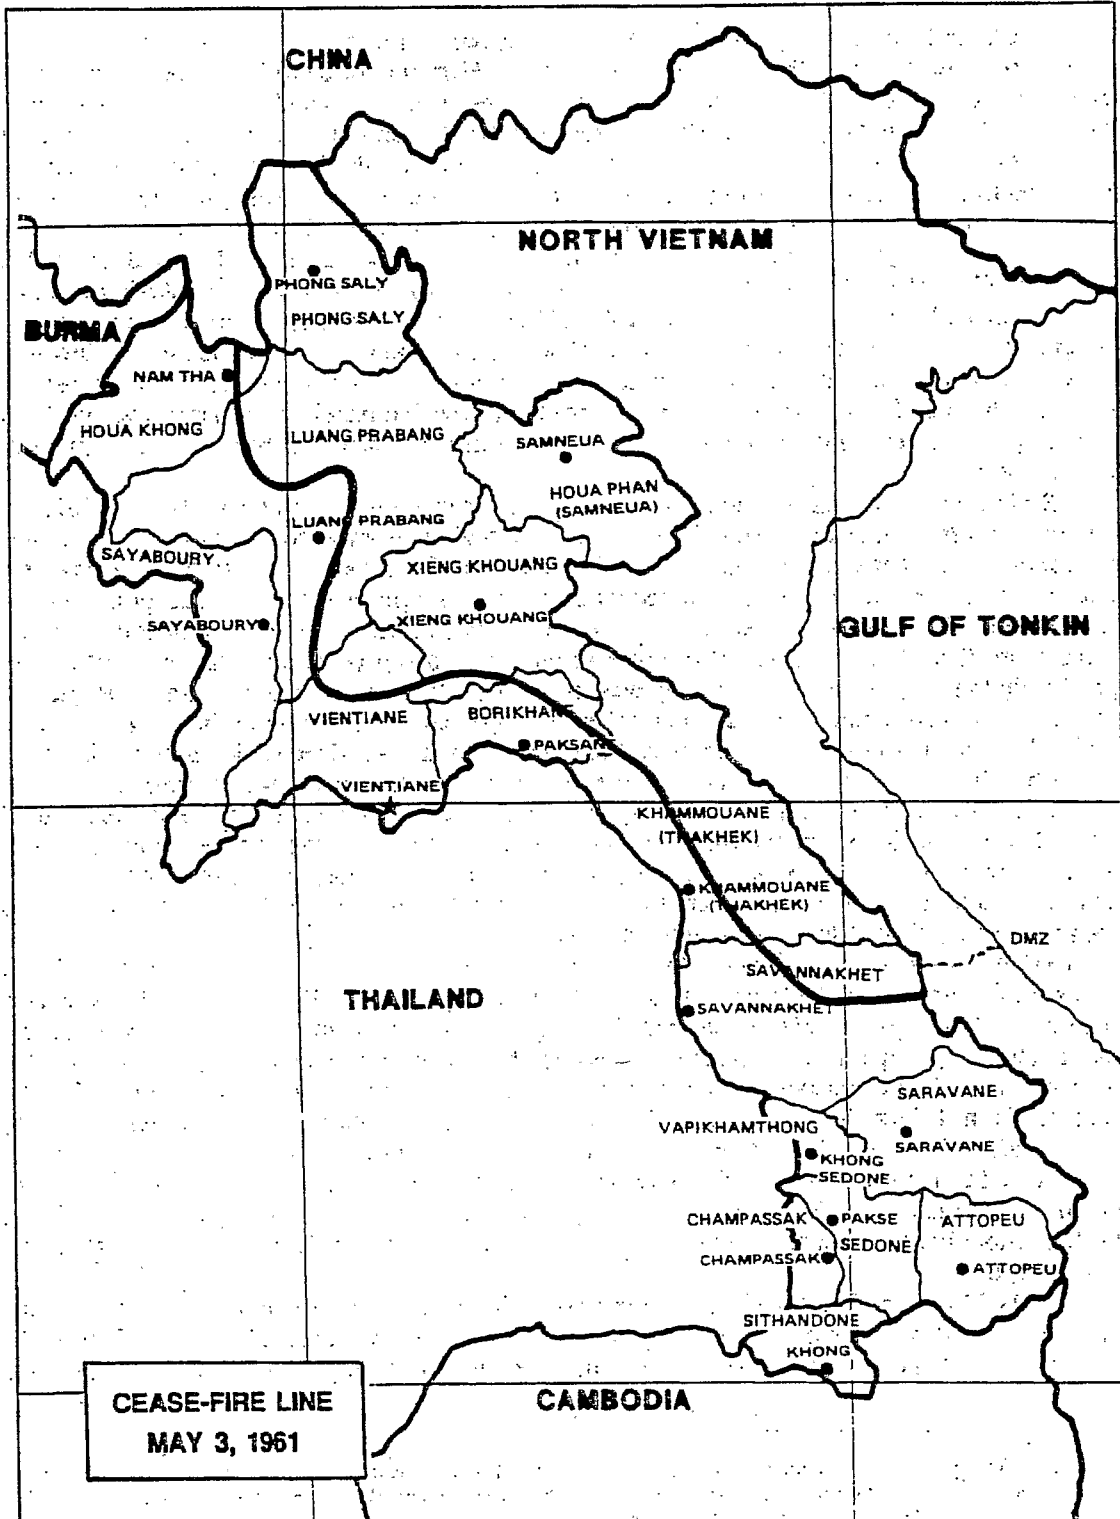 CHINA
NORTH VIETNAM
PHONG SALY
PHONG SALY
BURMA
NAM THA
HOUA KHONG
LUANG PRABANG
SAMNEUA
HOUA PHAN
(SAMNEUA)
LUANG PRABANG
SAYABOURY
XIENG KHOUANG
SAYABOURY
XIENG KHOUANG
GULF OF TONKIN
VIENTIANE
BORIKHANE
PAKSANE
VIENTIANE
KHAMMOUANE
(THAKHEK)
KHAMMOUANE
(THAKHEK)
DMZ
SAVANNAKHET
THAILAND
SAVANNAKHET
SARAVANE
VAPIKHAMTHONG
SARAVANE
KHONG
SEDONE
CHAMPASSAK
PAKSE
ATTOPEU
SEDONE
CHAMPASSAK
ATTOPEU
SITHANDONE
KHONG
CAMBODIA
CEASE-FIRE LINE
MAY 3, 1961